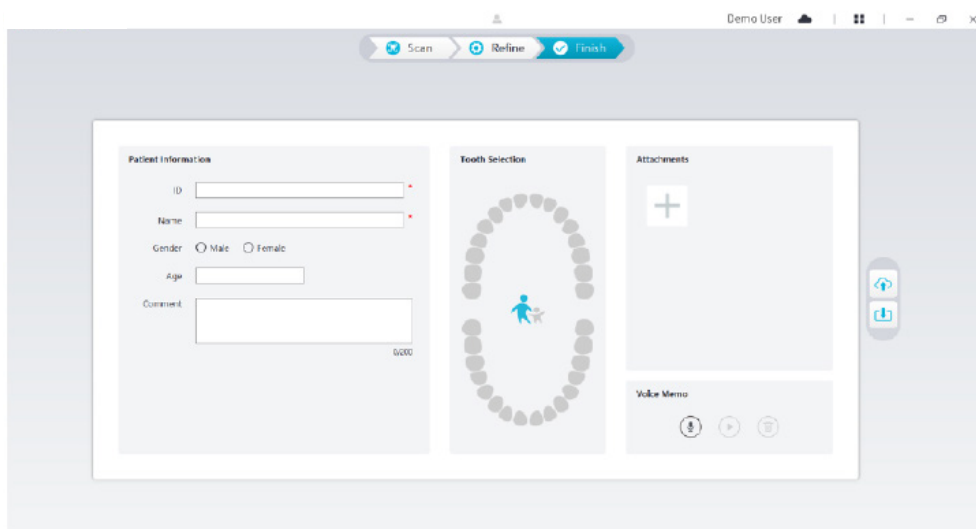 Demo User
Scan
Refine
Finish
Patient Information
ID
*
Name
*
Gender
Male
Female
Age
Comment
0/200
Tooth Selection
Attachments
Voice Memo